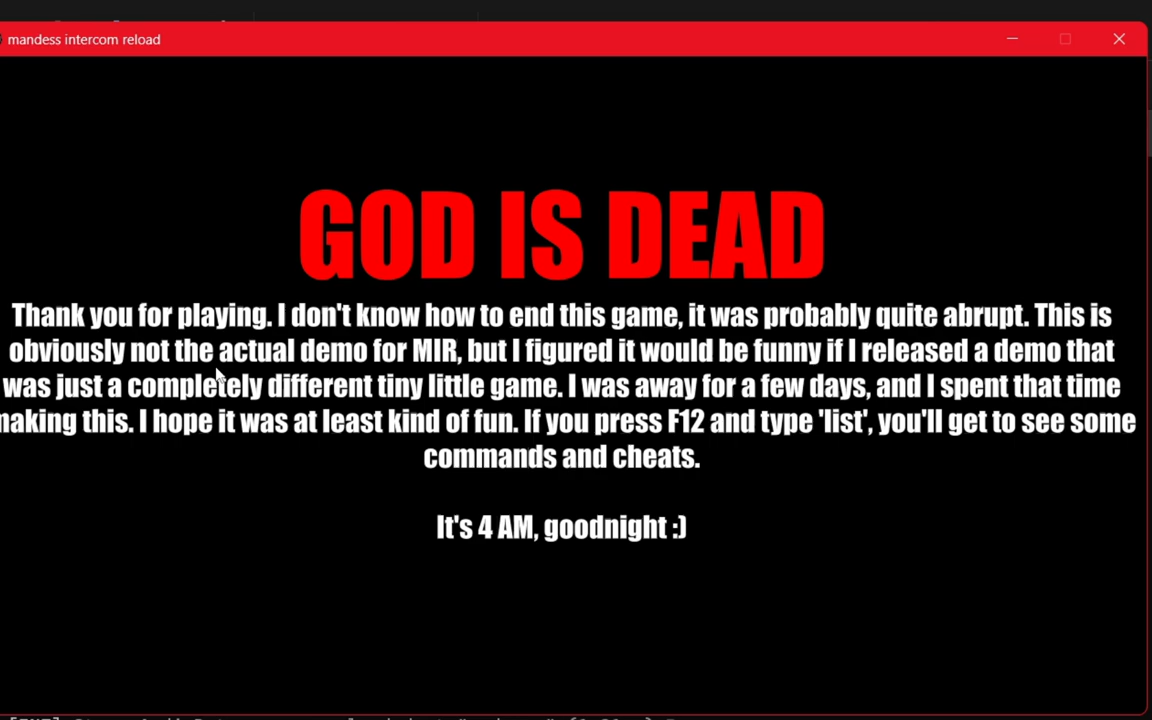 mandess intercom reload
GOD IS DEAD
Thank you for playing. I don't know how to end this game, it was probably quite abrupt. This is
obviously not the actual demo for MIR, but I figured it would be funny if I released a demo that
was just a completely different tiny little game. I was away for a few days, and I spent that time
making this. I hope it was at least kind of fun. If you press F12 and type 'list', you'll get to see some
commands and cheats.
It's 4 AM, goodnight :)